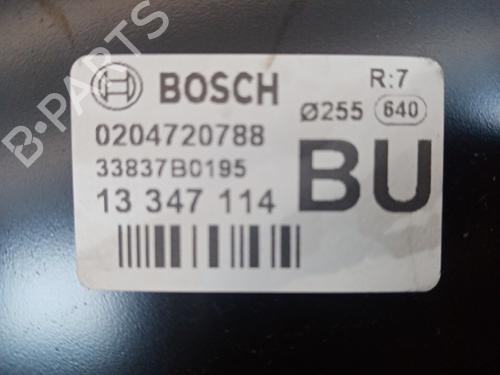 B-PARTS
BOSCH R:7
Ø255 640
0204720788
33837B0195
13 347 114 BU